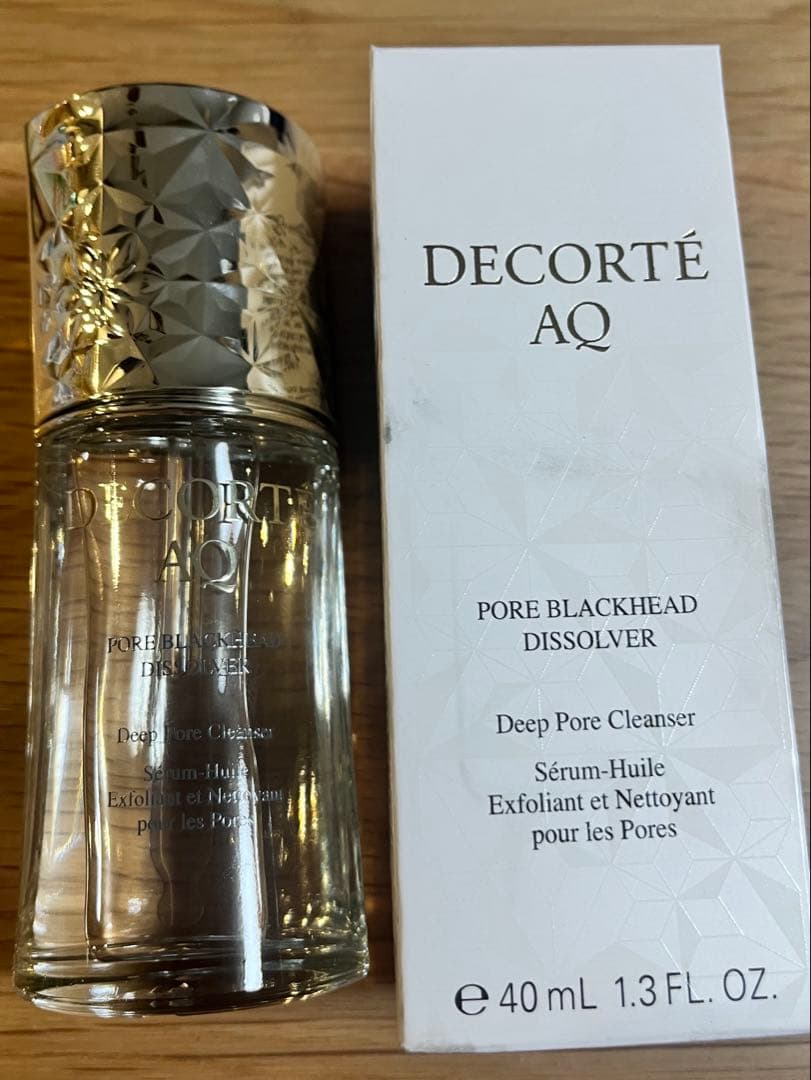 DECORTÉ
AQ
PORE BLACKHEAD
DISSOLVER
Deep Pore Cleanser
Sérum-Huile
Exfoliant et Nettoyant
pour les Pores
DECORTÉ
AQ
PORE BLACKHEAD
DISSOLVER
Deep Pore Cleanser
Sérum-Huile
Exfoliant et Nettoyant
pour les Pores
℮ 40 mL 1.3 FL. OZ.